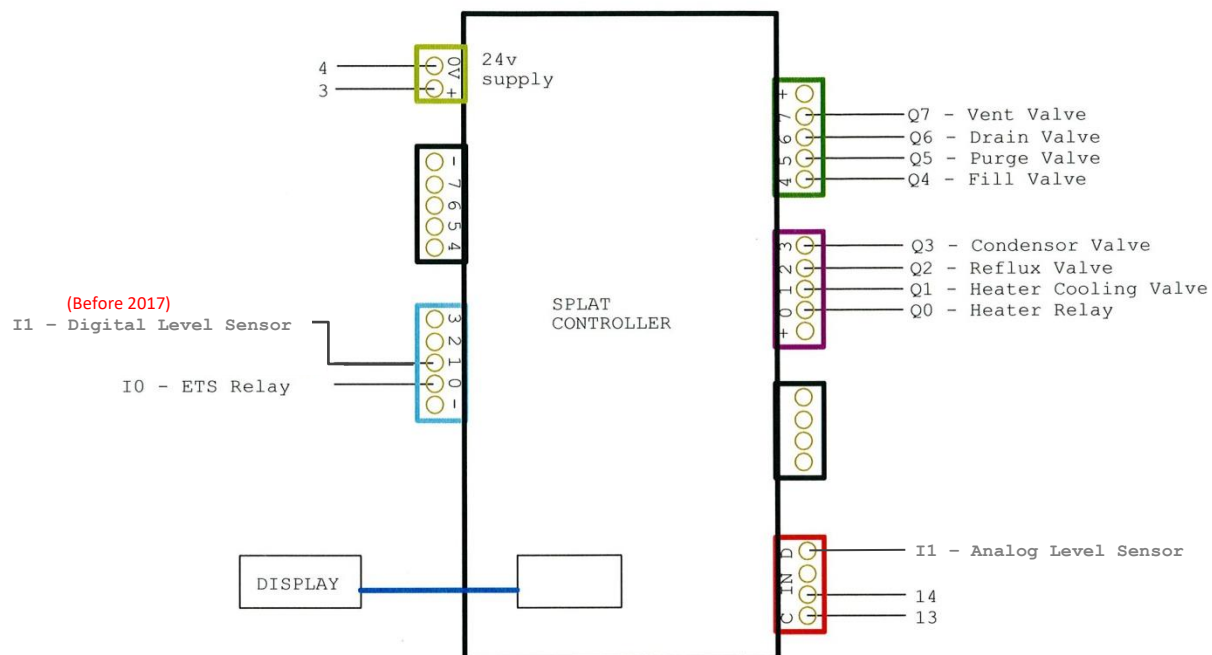 4
3
0V
+
24v
supply
-
7
6
5
4
(Before 2017)
I1 - Digital Level Sensor
I0 - ETS Relay
3
2
1
0
-
SPLAT
CONTROLLER
DISPLAY
+
7
6
5
4
Q7 - Vent Valve
Q6 - Drain Valve
Q5 - Purge Valve
Q4 - Fill Valve
3
2
1
0
+
Q3 - Condensor Valve
Q2 - Reflux Valve
Q1 - Heater Cooling Valve
Q0 - Heater Relay
D
IN
C
I1 - Analog Level Sensor
14
13